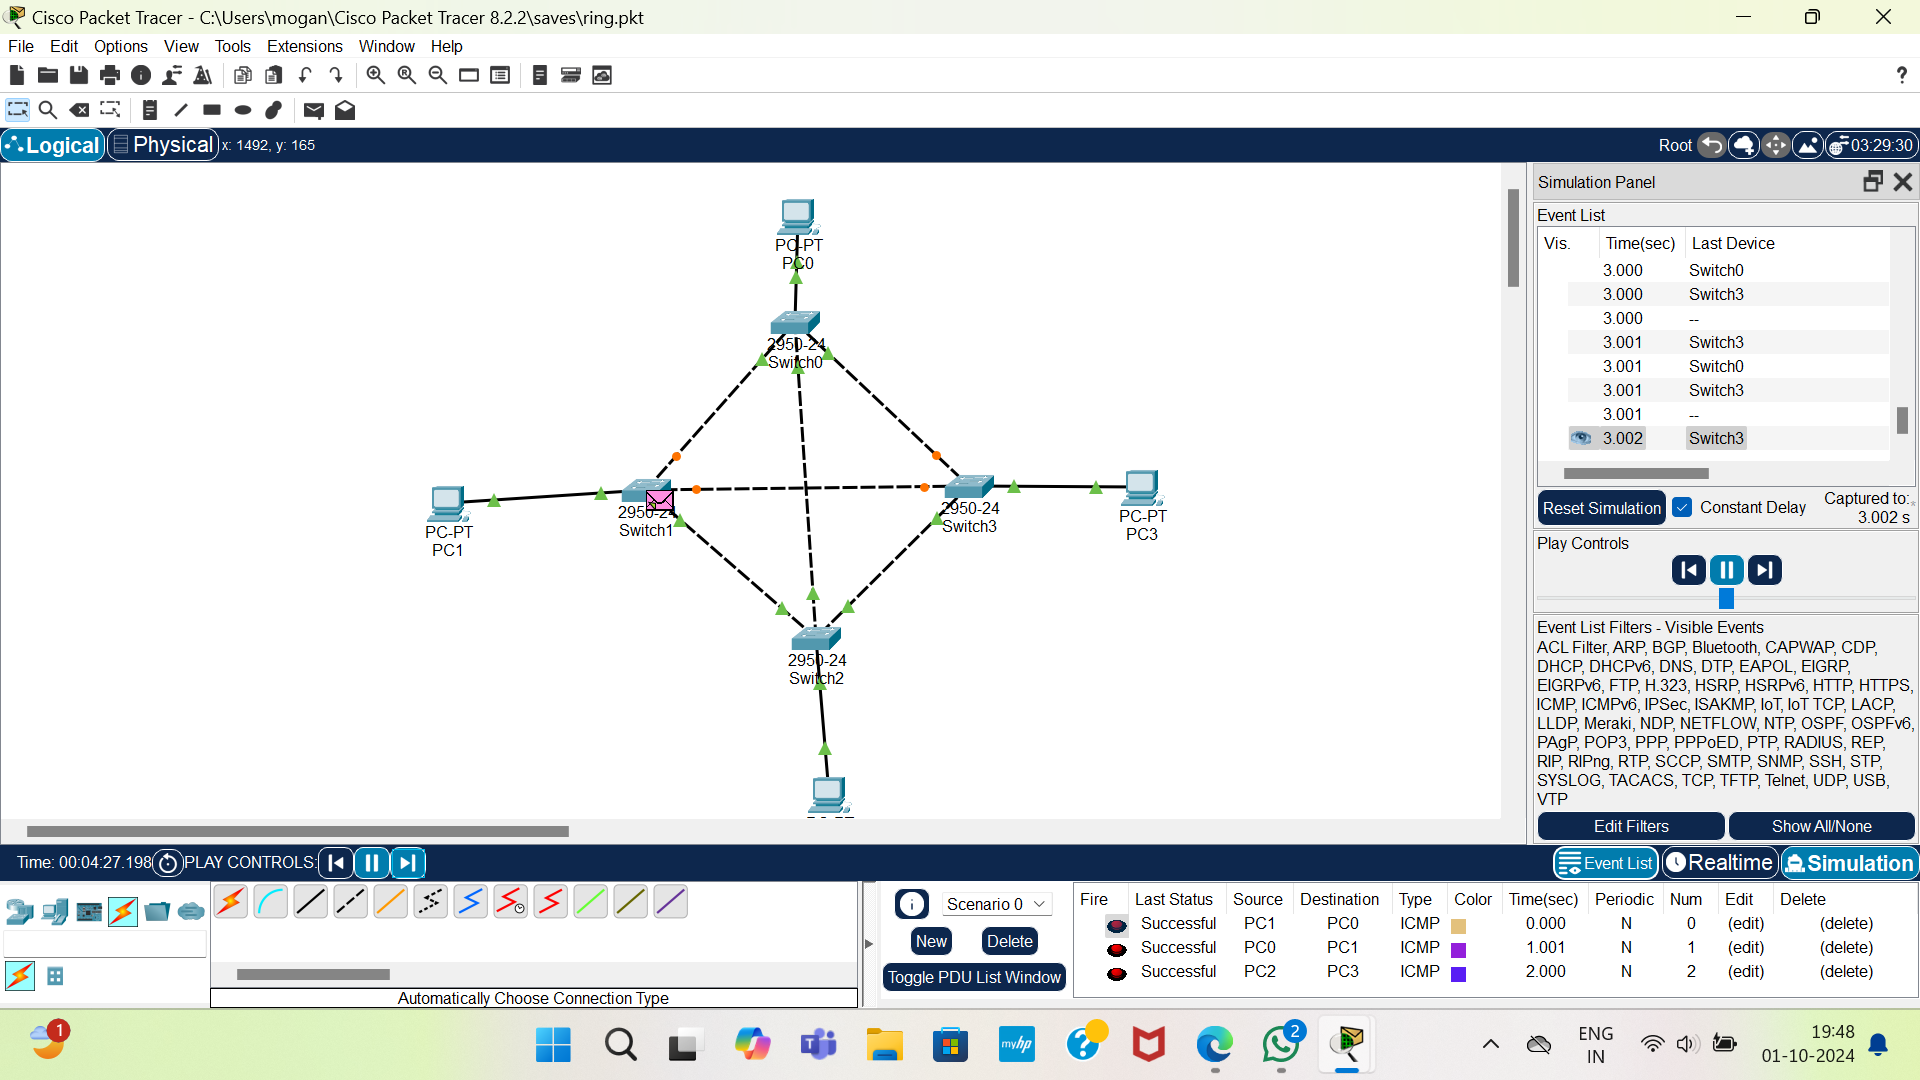 Cisco Packet Tracer - C:\Users\mogan\Cisco Packet Tracer 8.2.2\saves\ring.pkt
File Edit Options View Tools Extensions Window Help
?
Logical Physical x: 1492, y: 165 Root 03:29:30
PC-PT
PC0
2950-24
Switch0
PC-PT
PC1
2950-24
Switch1
2950-24
Switch3
PC-PT
PC3
2950-24
Switch2
Simulation Panel
Event List
Vis. Time(sec) Last Device
3.000 Switch0
3.000 Switch3
3.000 --
3.001 Switch3
3.001 Switch0
3.001 Switch3
3.001 --
3.002 Switch3
Reset Simulation Constant Delay Captured to:
3.002 s
Play Controls
Event List Filters - Visible Events
ACL Filter, ARP, BGP, Bluetooth, CAPWAP, CDP,
DHCP, DHCPv6, DNS, DTP, EAPOL, EIGRP,
EIGRPv6, FTP, H.323, HSRP, HSRPv6, HTTP, HTTPS,
ICMP, ICMPv6, IPSec, ISAKMP, IoT, IoT TCP, LACP,
LLDP, Meraki, NDP, NETFLOW, NTP, OSPF, OSPFv6,
PAgP, POP3, PPP, PPPoED, PTP, RADIUS, REP,
RIP, RIPng, RTP, SCCP, SMTP, SNMP, SSH, STP,
SYSLOG, TACACS, TCP, TFTP, Telnet, UDP, USB,
VTP
Edit Filters Show All/None
Time: 00:04:27.198 PLAY CONTROLS: Event List Realtime Simulation
Automatically Choose Connection Type
Scenario 0
New Delete
Toggle PDU List Window
Fire Last Status Source Destination Type Color Time(sec) Periodic Num Edit Delete
Successful PC1 PC0 ICMP 0.000 N 0 (edit) (delete)
Successful PC0 PC1 ICMP 1.001 N 1 (edit) (delete)
Successful PC2 PC3 ICMP 2.000 N 2 (edit) (delete)
1
myhp
?
2
ENG
IN
19:48
01-10-2024